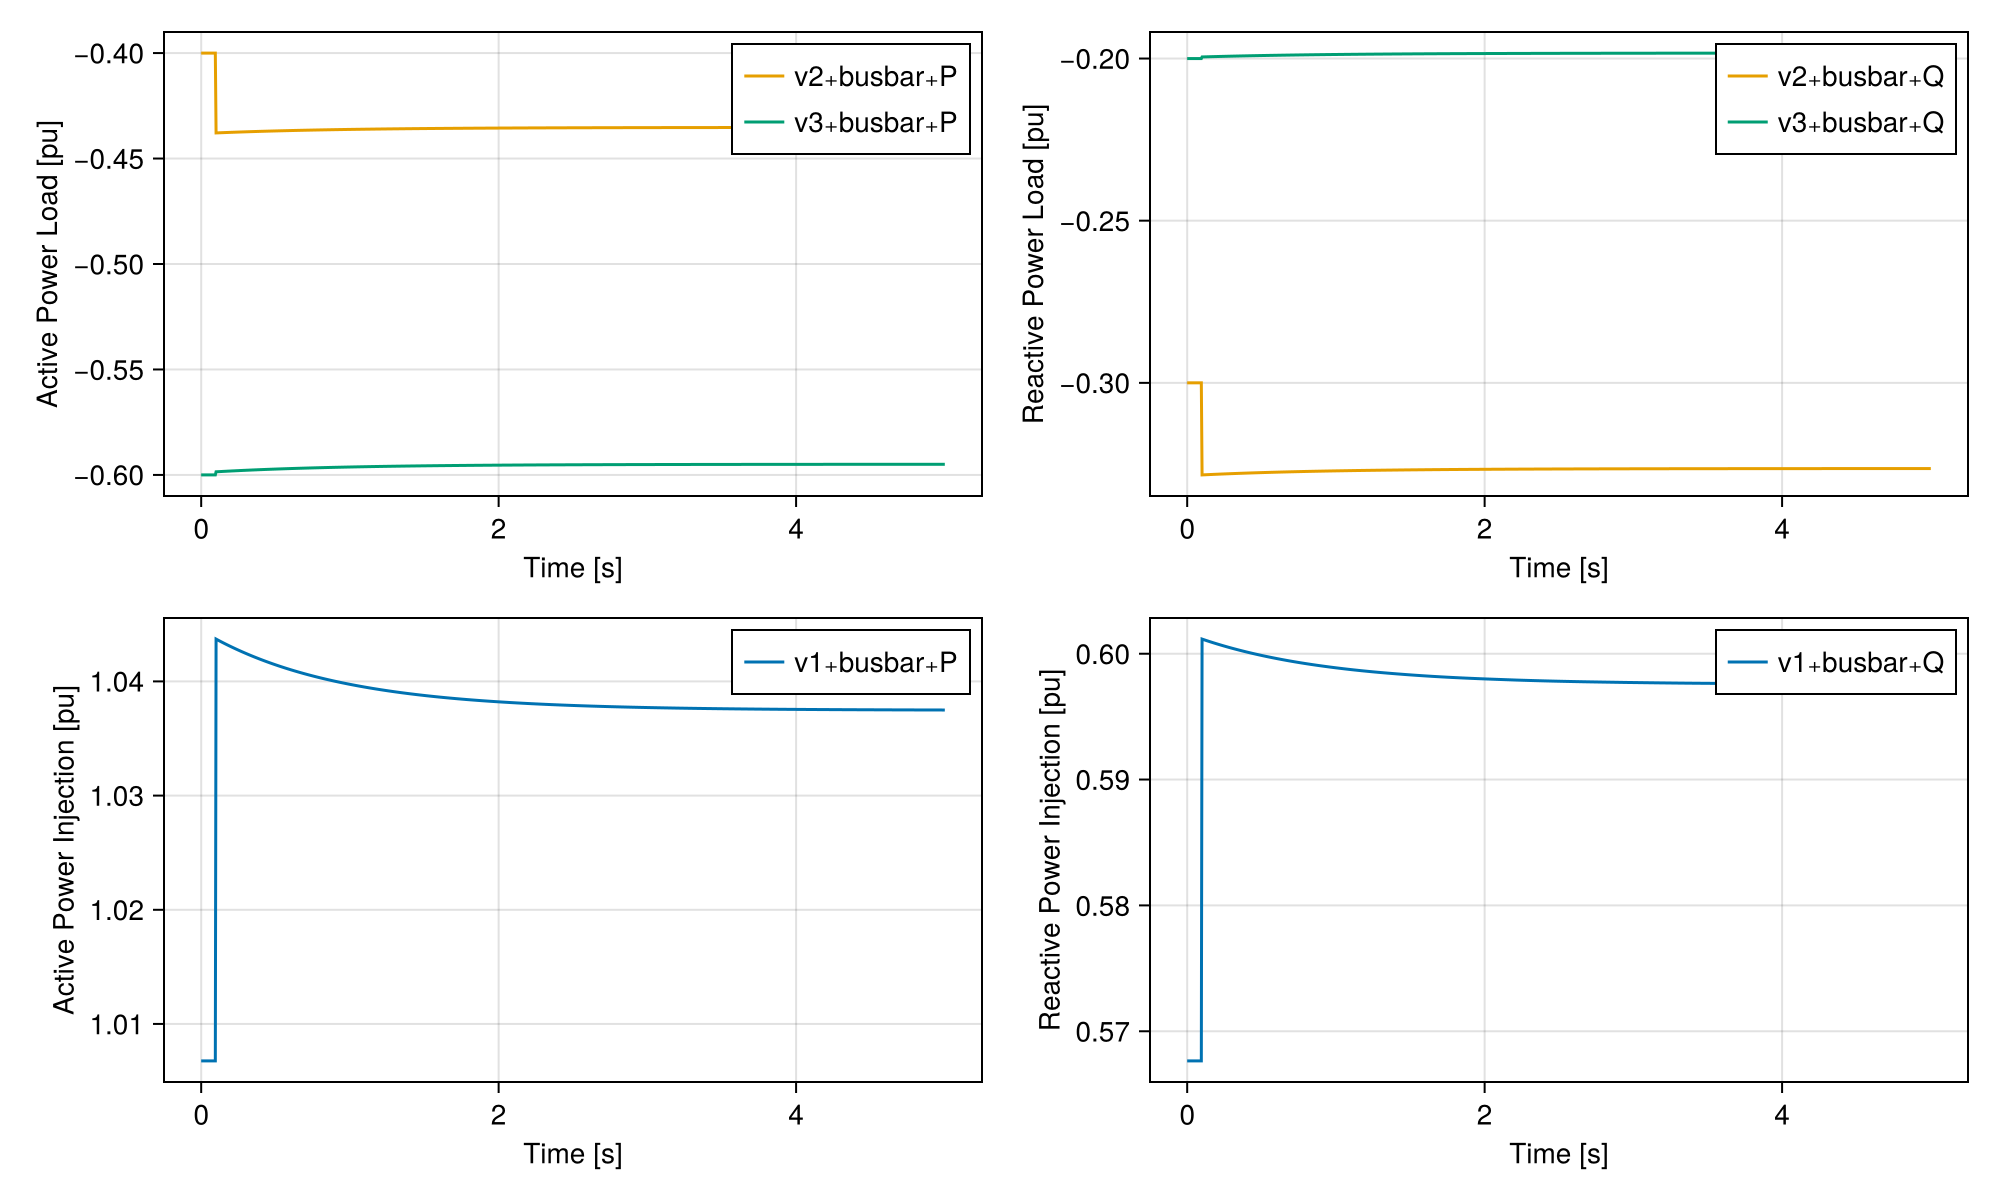 Active Power Load [pu]
−0.40
−0.45
−0.50
−0.55
−0.60
v2₊busbar₊P
v3₊busbar₊P
0
2
4
Time [s]
Reactive Power Load [pu]
−0.20
−0.25
−0.30
v2₊busbar₊Q
v3₊busbar₊Q
0
2
4
Time [s]
Active Power Injection [pu]
1.04
1.03
1.02
1.01
v1₊busbar₊P
0
2
4
Time [s]
Reactive Power Injection [pu]
0.60
0.59
0.58
0.57
v1₊busbar₊Q
0
2
4
Time [s]